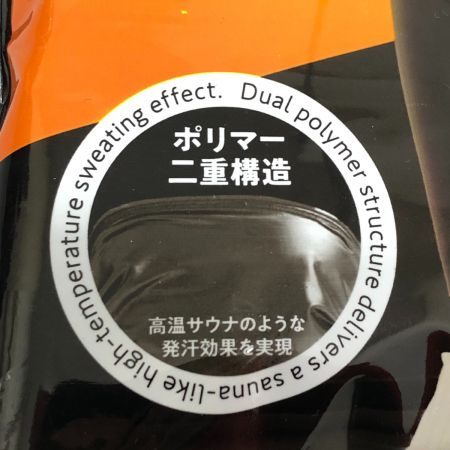 Dual polymer structure delivers a sauna-like high-temperature sweating effect.
ポリマー
二重構造
高温サウナのような
発汗効果を実現